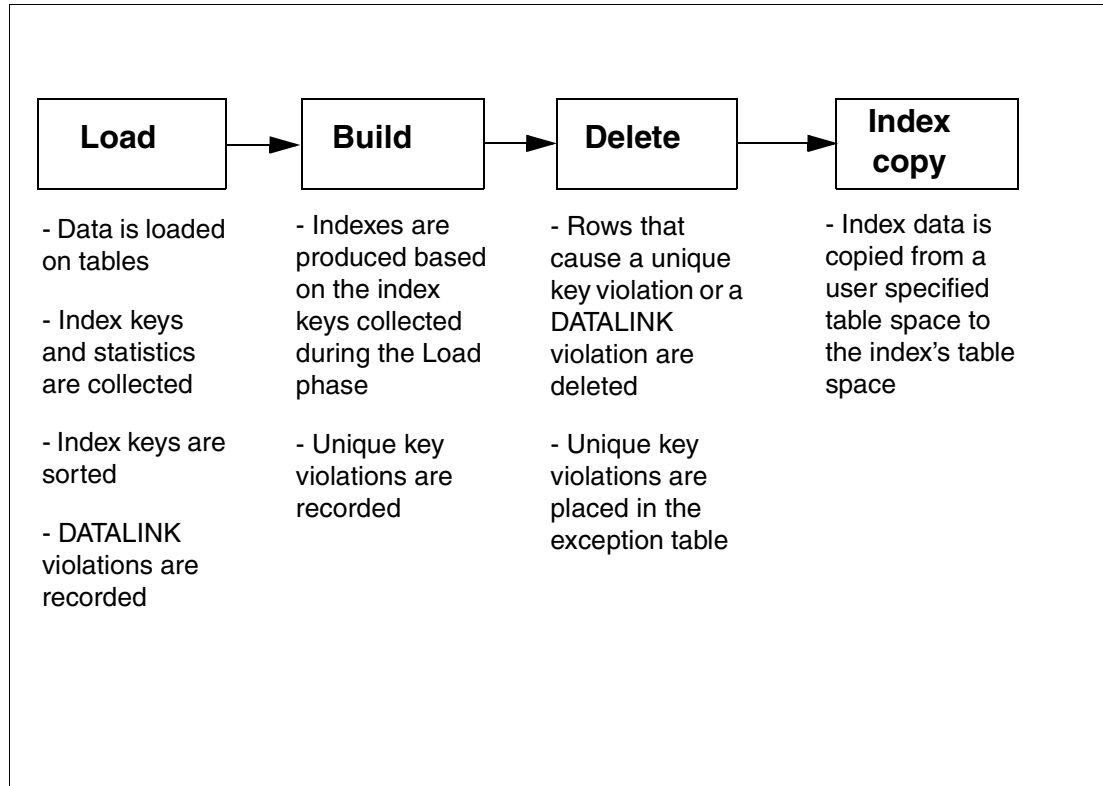 Load
Build
Delete
Index
copy
- Data is loaded
on tables
- Index keys
and statistics
are collected
- Index keys are
sorted
- DATALINK
violations are
recorded
- Indexes are
produced based
on the index
keys collected
during the Load
phase
- Unique key
violations are
recorded
- Rows that
cause a unique
key violation or a
DATALINK
violation are
deleted
- Unique key
violations are
placed in the
exception table
- Index data is
copied from a
user specified
table space to
the index's table
space